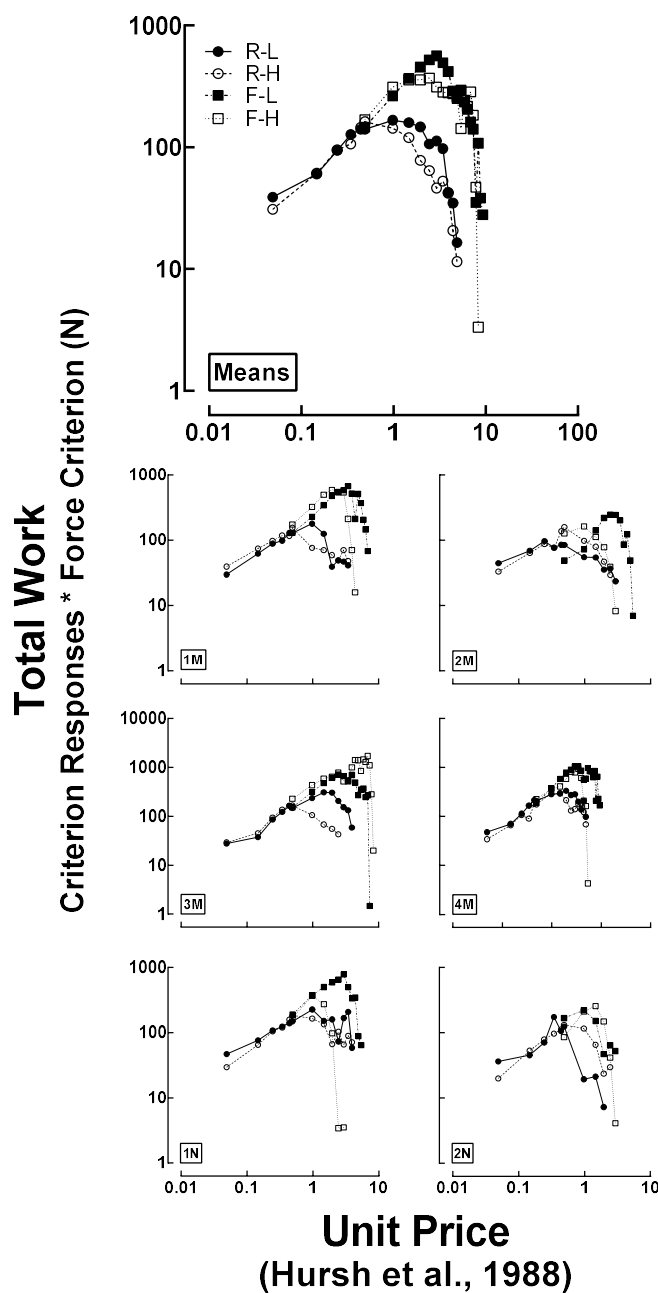 1000
R-L
R-H
F-L
F-H
100
10
1
Means
0.01 0.1 1 10 100
Total Work
Criterion Responses * Force Criterion (N)
1000
100
10
1
1M
1000
100
10
1
2M
10000
1000
100
10
1
3M
10000
1000
100
10
1
4M
1000
100
10
1
1N
0.01 0.1 1 10
1000
100
10
1
2N
0.01 0.1 1 10
Unit Price
(Hursh et al., 1988)